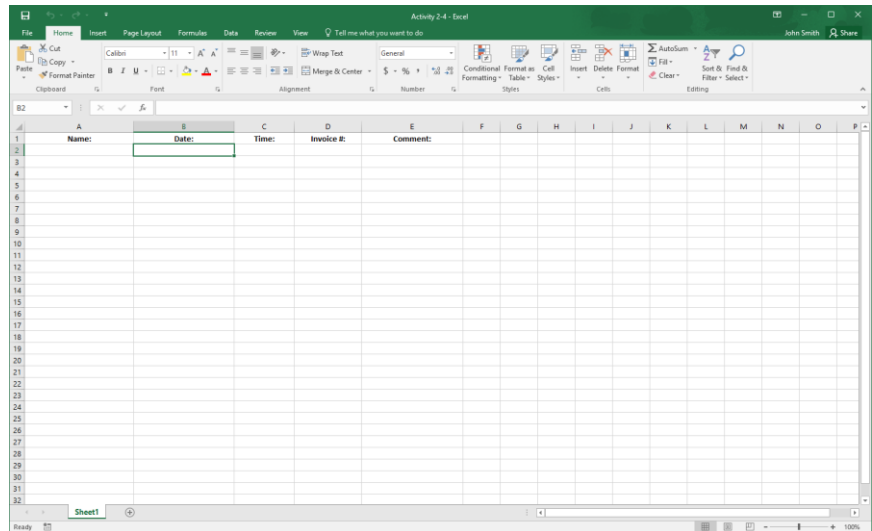 Activity 2-4 - Excel
File Home Insert Page Layout Formulas Data Review View Tell me what you want to do John Smith Share
Cut
Copy
Format Painter
Paste
Clipboard
Calibri 11 A A
B I U A
Font
Wrap Text
Merge & Center
Alignment
General
$ % ,
Number
Conditional Formatting
Format as Table
Cell Styles
Styles
Insert Delete Format
Cells
AutoSum
Fill
Clear
Sort & Filter
Find & Select
Editing
B2 fx
A B C D E F G H I J K L M N O P
1 Name: Date: Time: Invoice #: Comment:
2
3
4
5
6
7
8
9
10
11
12
13
14
15
16
17
18
19
20
21
22
23
24
25
26
27
28
29
30
31
32
Sheet1
Ready 100%